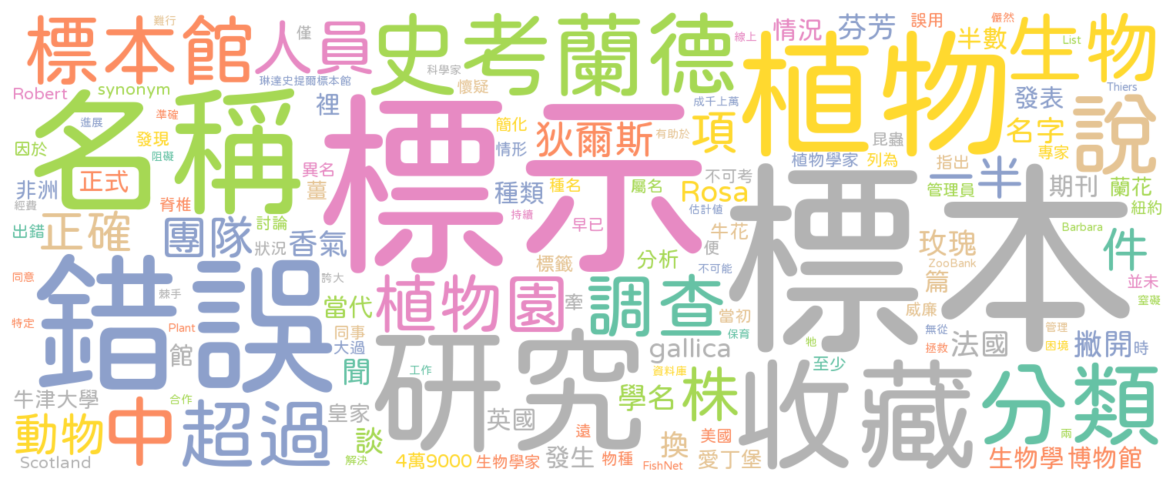 標本館
人員
史考蘭德
植物
生物
情況
芬芳
誤用
半數
儼然
List
線上
難行
僅
科學家
琳達史提爾標本館
Robert
synonym
懷疑
裡
成千上萬
Thiers
發表
名字
專家
說
名稱
標示
進展
準確
發現
阻礙
因於
簡化
情形
狄爾斯
有助於
項
昆蟲
植物學家
列為
指出
一半
管理員
期刊
蘭花
紐約
正式
異名
薑
種類
種名
屬名
不可考
Rosa
估計值
非洲
經費
脊椎
討論
出錯
正確
團隊
香氣
狀況
持續
早已
牛花
便
標籤
分析
不可能
玫瑰
ZooBank
篇
Barbara
件
並未
窒礙
標本
錯誤
同意
棘手
誇大
特定
當代
同事
Plant
大過
館
聞
植物園
牽
調查
當初
保育
威廉
無從
拯救
管理
困境
法國
撇開
時
研究
工作
gallica
至少
牠
資料庫
收藏
分類
牛津大學
合作
動物
中
超過
皇家
談
解決
英國
學名
株
美國
換
遠
Scotland
4萬9000
生物學家
發生
物種
FishNet
愛丁堡
兩
生物學
博物館